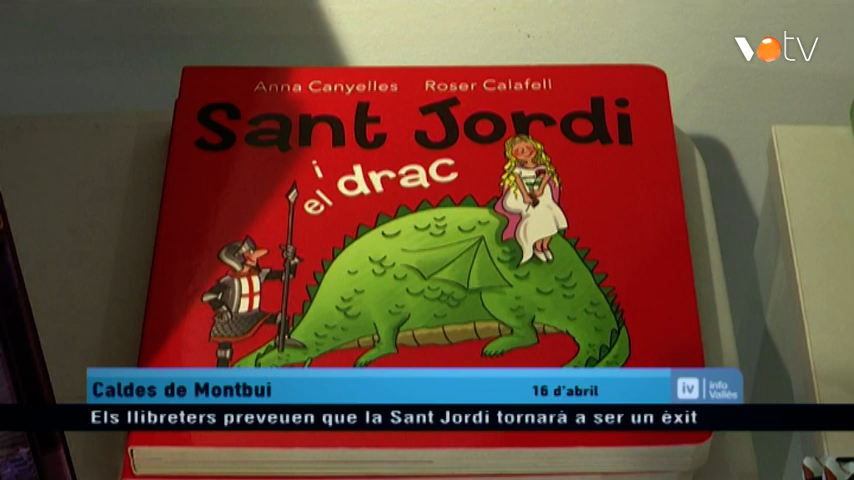 votv
Anna Canyelles Roser Calafell
Sant Jordi
i el drac
Caldes de Montbui 16 d'abril iv info Vallès
Els llibreters preveuen que la Sant Jordi tornarà a ser un èxit